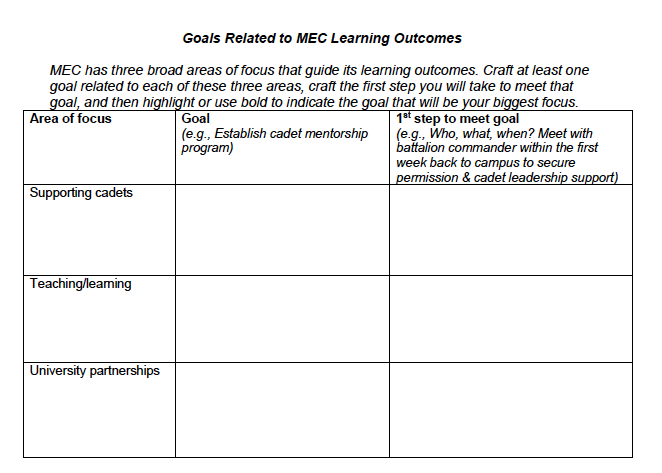 Goals Related to MEC Learning Outcomes
MEC has three broad areas of focus that guide its learning outcomes. Craft at least one
goal related to each of these three areas, craft the first step you will take to meet that
goal, and then highlight or use bold to indicate the goal that will be your biggest focus.
Area of focus
Goal
(e.g., Establish cadet mentorship
program)
1st step to meet goal
(e.g., Who, what, when? Meet with
battalion commander within the first
week back to campus to secure
permission & cadet leadership support)
Supporting cadets
Teaching/learning
University partnerships